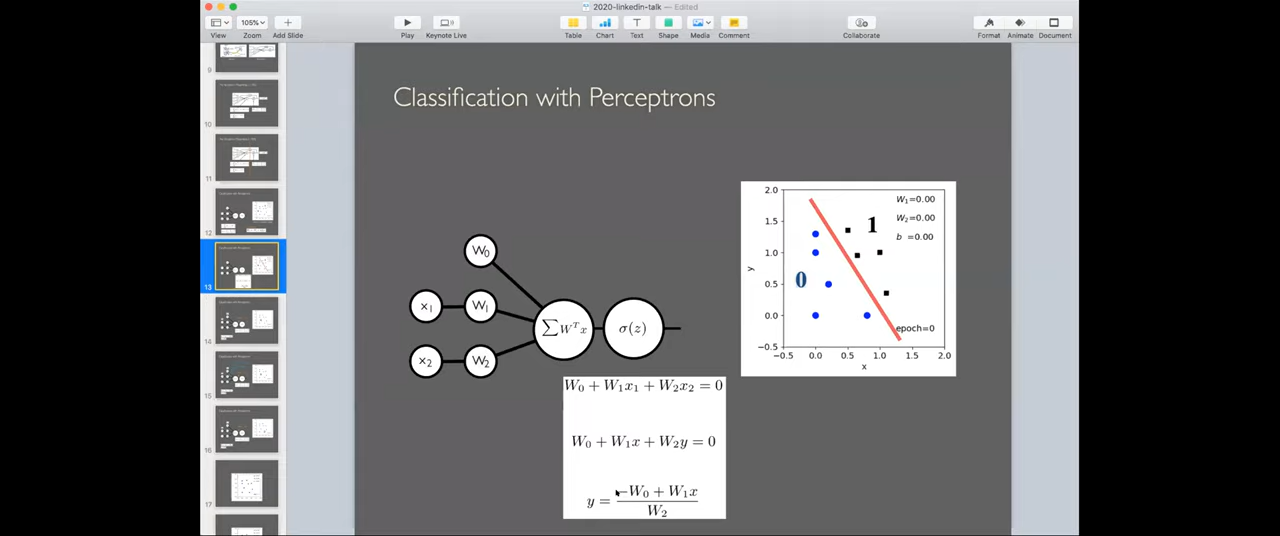 2020-linkedin-talk — Edited
105%
View
Zoom
Add Slide
Play
Keynote Live
Table
Chart
Text
Shape
Media
Comment
Collaborate
Format
Animate
Document
9
10
11
12
13
14
15
16
17
Classification with Perceptrons
W₀
x₁
W₁
x₂
W₂
∑Wᵀx
σ(z)
W₀ + W₁x₁ + W₂x₂ = 0
W₀ + W₁x + W₂y = 0
y = −W₀ + W₁x
W₂
2.0
1.5
1.0
0.5
0.0
−0.5
y
−0.5
0.0
0.5
1.0
1.5
2.0
x
W₁=0.00
W₂=0.00
b =0.00
1
0
epoch=0